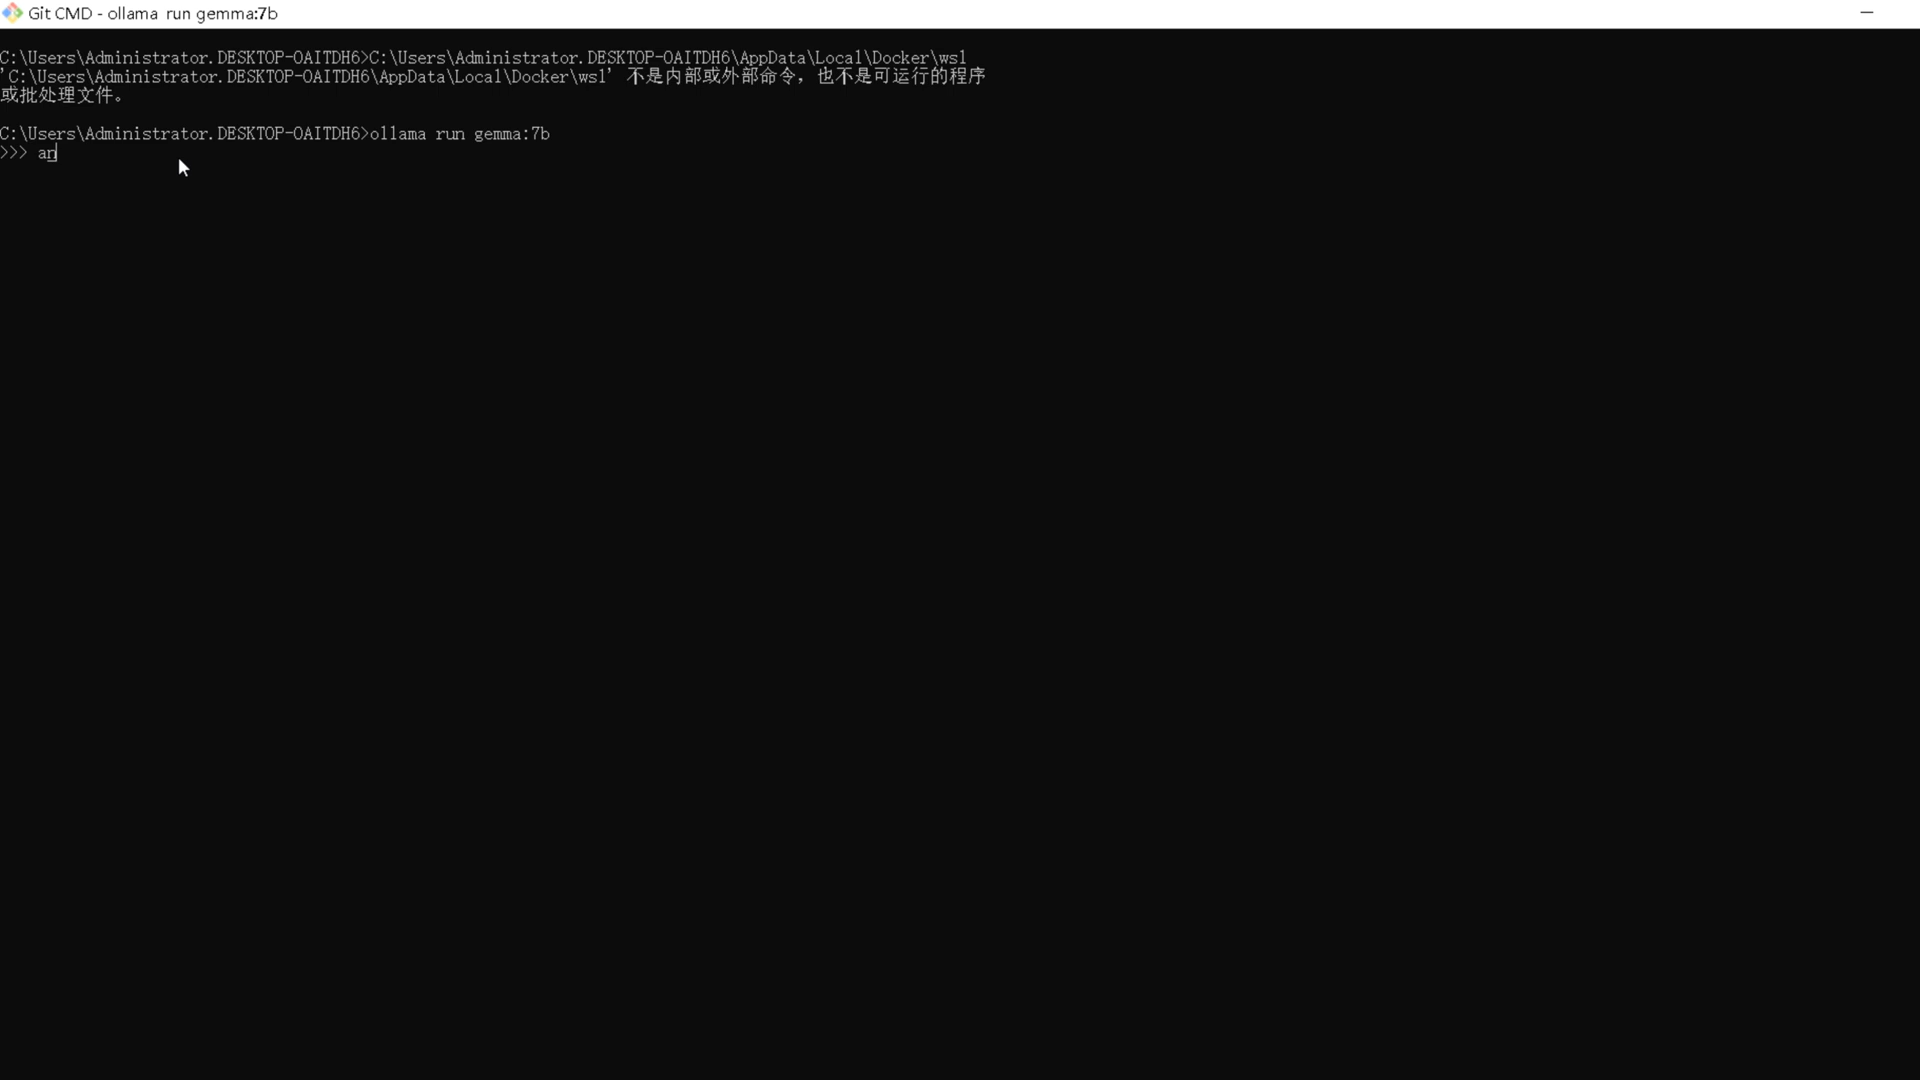 Git CMD - ollama  run gemma:7b
C:\Users\Administrator.DESKTOP-OAITDH6>C:\Users\Administrator.DESKTOP-OAITDH6\AppData\Local\Docker\wsl
'C:\Users\Administrator.DESKTOP-OAITDH6\AppData\Local\Docker\wsl' 不是内部或外部命令，也不是可运行的程序
或批处理文件。
C:\Users\Administrator.DESKTOP-OAITDH6>ollama run gemma:7b
>>> an